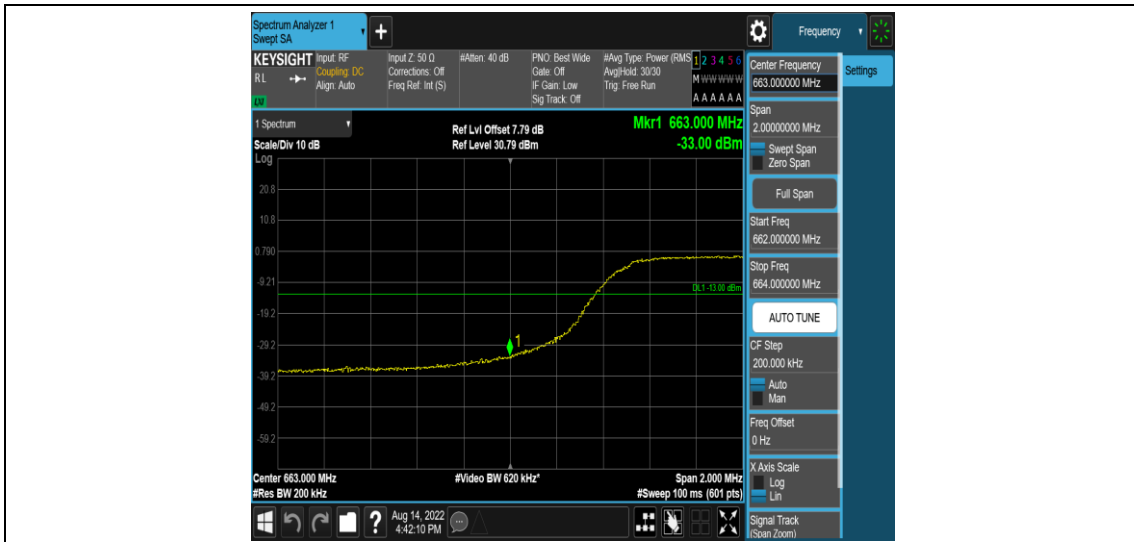 Spectrum Analyzer 1
Swept SA
+
Frequency
KEYSIGHT
RL
LXI
Input: RF
Coupling: DC
Align: Auto
Input Z: 50 Ω
Corrections: Off
Freq Ref: Int (S)
#Atten: 40 dB
PNO: Best Wide
Gate: Off
IF Gain: Low
Sig Track: Off
#Avg Type: Power (RMS
Avg|Hold: 30/30
Trig: Free Run
1 2 3 4 5 6
M W W W W W
A A A A A A
1 Spectrum
Scale/Div 10 dB
Ref Lvl Offset 7.79 dB
Ref Level 30.79 dBm
Mkr1 663.000 MHz
-33.00 dBm
Log
20.8
10.8
0.790
-9.21
-19.2
-29.2
-39.2
-49.2
-59.2
DL1 -13.00 dBm
1
Center 663.000 MHz
#Video BW 620 kHz*
Span 2.000 MHz
#Res BW 200 kHz
#Sweep 100 ms (601 pts)
Center Frequency
663.000000 MHz
Settings
Span
2.00000000 MHz
Swept Span
Zero Span
Full Span
Start Freq
662.000000 MHz
Stop Freq
664.000000 MHz
AUTO TUNE
CF Step
200.000 kHz
Auto
Man
Freq Offset
0 Hz
X Axis Scale
Log
Lin
Signal Track
(Span Zoom)
?
Aug 14, 2022
4:42:10 PM